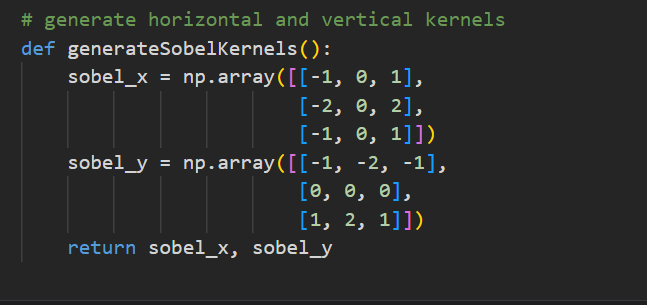 # generate horizontal and vertical kernels
def generateSobelKernels():
    sobel_x = np.array([[-1, 0, 1],
                        [-2, 0, 2],
                        [-1, 0, 1]])
    sobel_y = np.array([[-1, -2, -1],
                        [0, 0, 0],
                        [1, 2, 1]])
    return sobel_x, sobel_y